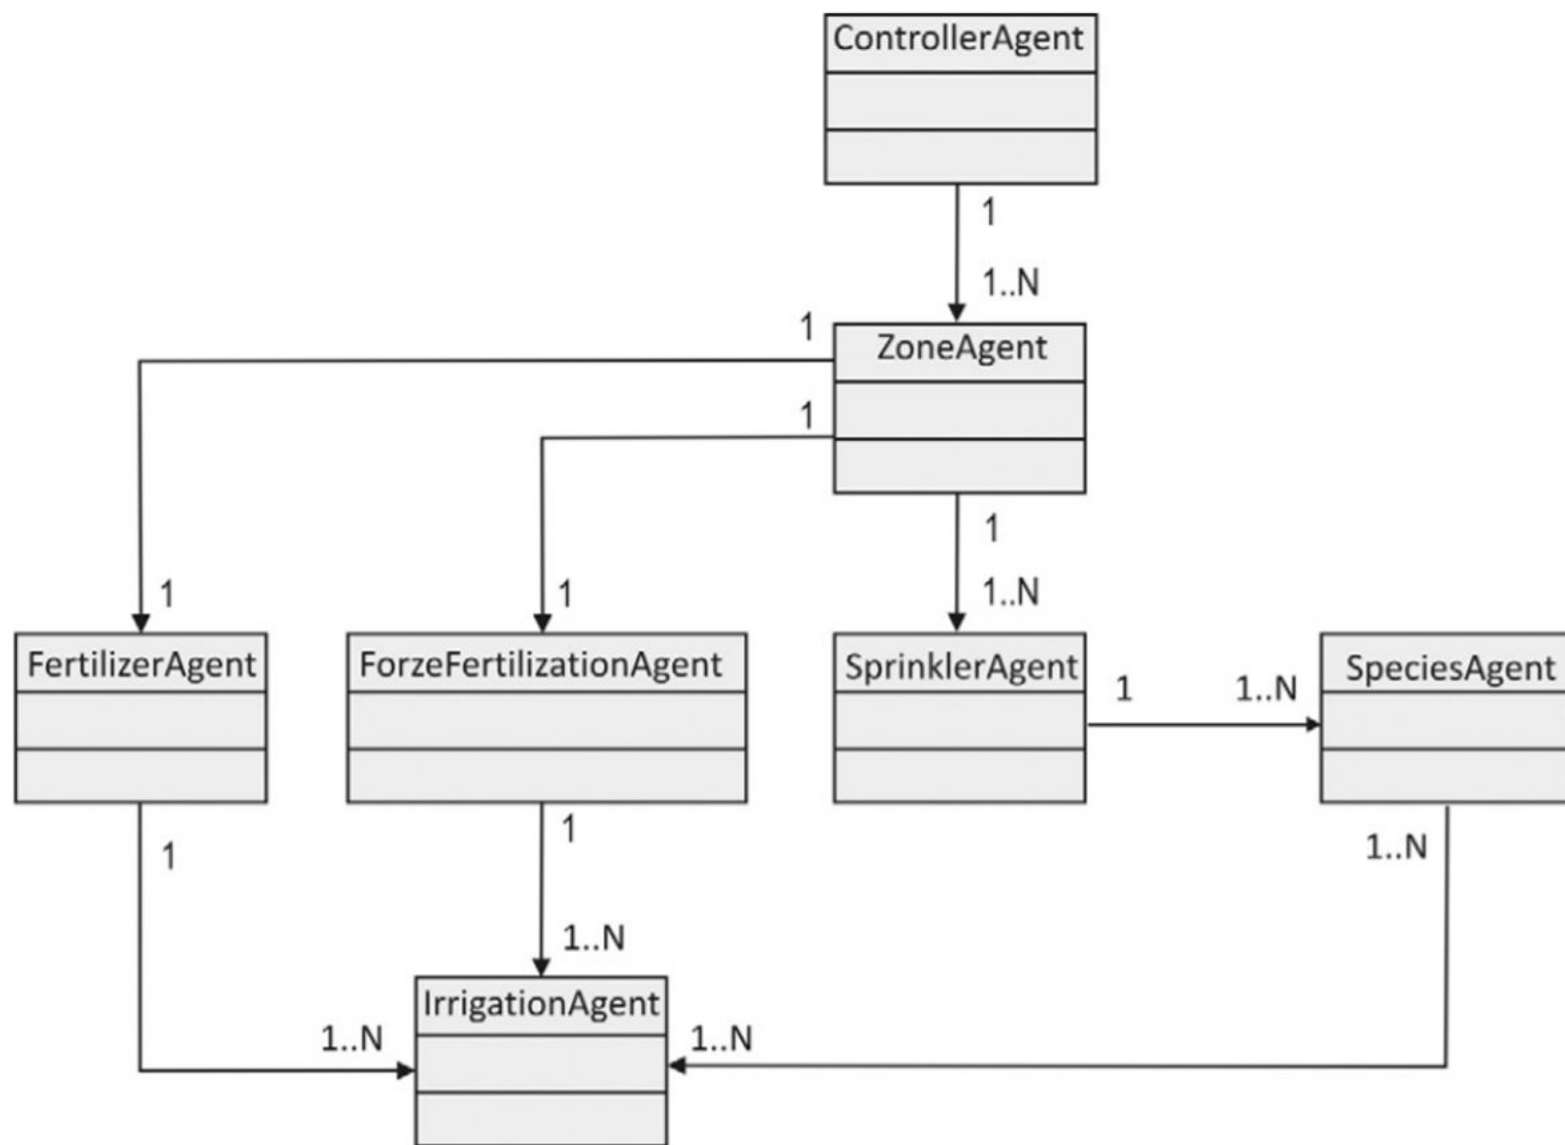 ControllerAgent
1
1..N
1
ZoneAgent
1
1
1..N
1
1
FertilizerAgent
ForzeFertilizationAgent
SprinklerAgent
1
1..N
SpeciesAgent
1
1
1..N
1..N
IrrigationAgent
1..N
1..N